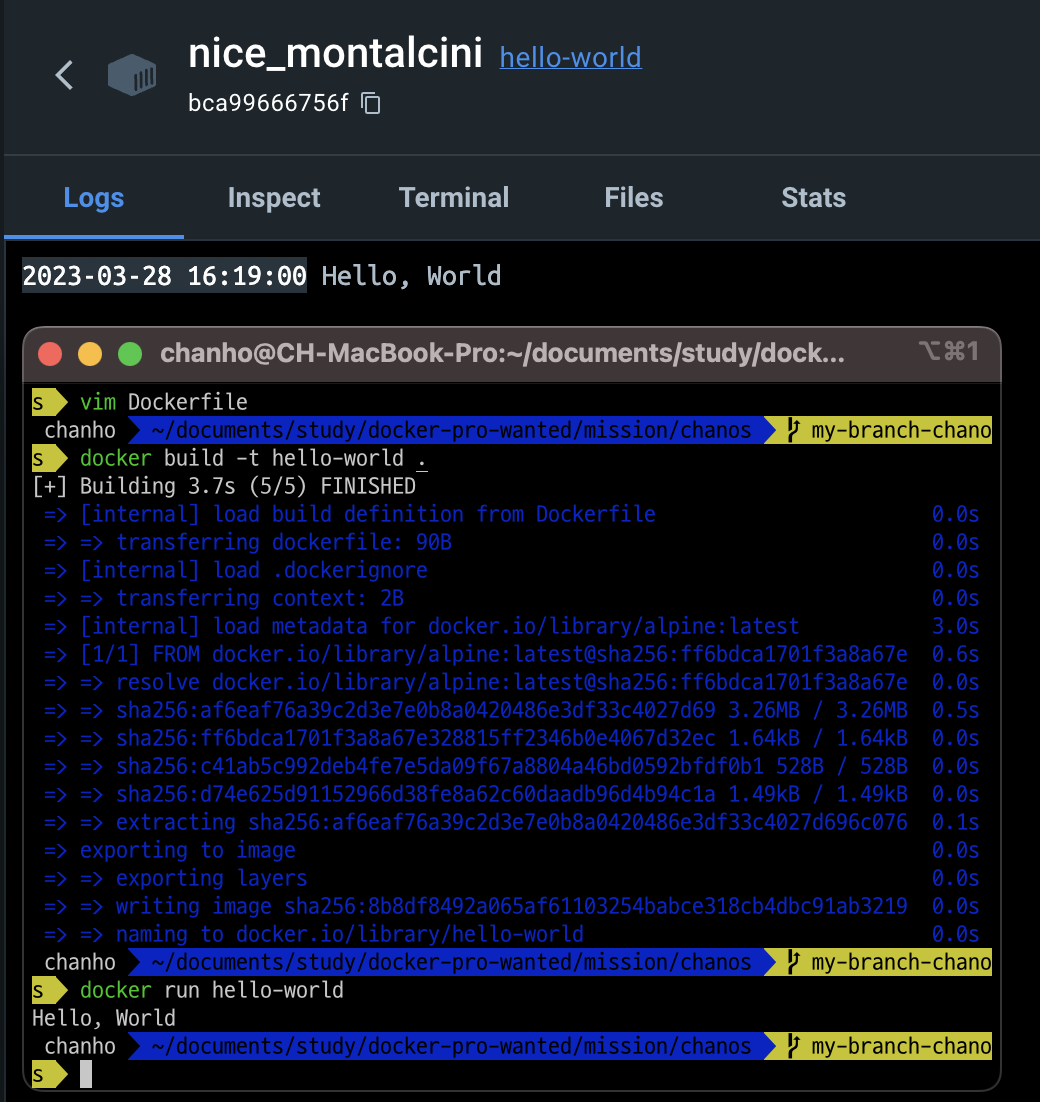 nice_montalcini hello-world
bca99666756f
Logs Inspect Terminal Files Stats
2023-03-28 16:19:00 Hello, World
chanho@CH-MacBook-Pro:~/documents/study/dock... ⌥⌘1
s vim Dockerfile
chanho ~/documents/study/docker-pro-wanted/mission/chanos my-branch-chano
s docker build -t hello-world .
[+] Building 3.7s (5/5) FINISHED
=> [internal] load build definition from Dockerfile 0.0s
=> => transferring dockerfile: 90B 0.0s
=> [internal] load .dockerignore 0.0s
=> => transferring context: 2B 0.0s
=> [internal] load metadata for docker.io/library/alpine:latest 3.0s
=> [1/1] FROM docker.io/library/alpine:latest@sha256:ff6bdca1701f3a8a67e 0.6s
=> => resolve docker.io/library/alpine:latest@sha256:ff6bdca1701f3a8a67e 0.0s
=> => sha256:af6eaf76a39c2d3e7e0b8a0420486e3df33c4027d69 3.26MB / 3.26MB 0.5s
=> => sha256:ff6bdca1701f3a8a67e328815ff2346b0e4067d32ec 1.64kB / 1.64kB 0.0s
=> => sha256:c41ab5c992deb4fe7e5da09f67a8804a46bd0592bfdf0b1 528B / 528B 0.0s
=> => sha256:d74e625d91152966d38fe8a62c60daadb96d4b94c1a 1.49kB / 1.49kB 0.0s
=> => extracting sha256:af6eaf76a39c2d3e7e0b8a0420486e3df33c4027d696c076 0.1s
=> exporting to image 0.0s
=> => exporting layers 0.0s
=> => writing image sha256:8b8df8492a065af61103254babce318cb4dbc91ab3219 0.0s
=> => naming to docker.io/library/hello-world 0.0s
chanho ~/documents/study/docker-pro-wanted/mission/chanos my-branch-chano
s docker run hello-world
Hello, World
chanho ~/documents/study/docker-pro-wanted/mission/chanos my-branch-chano
s